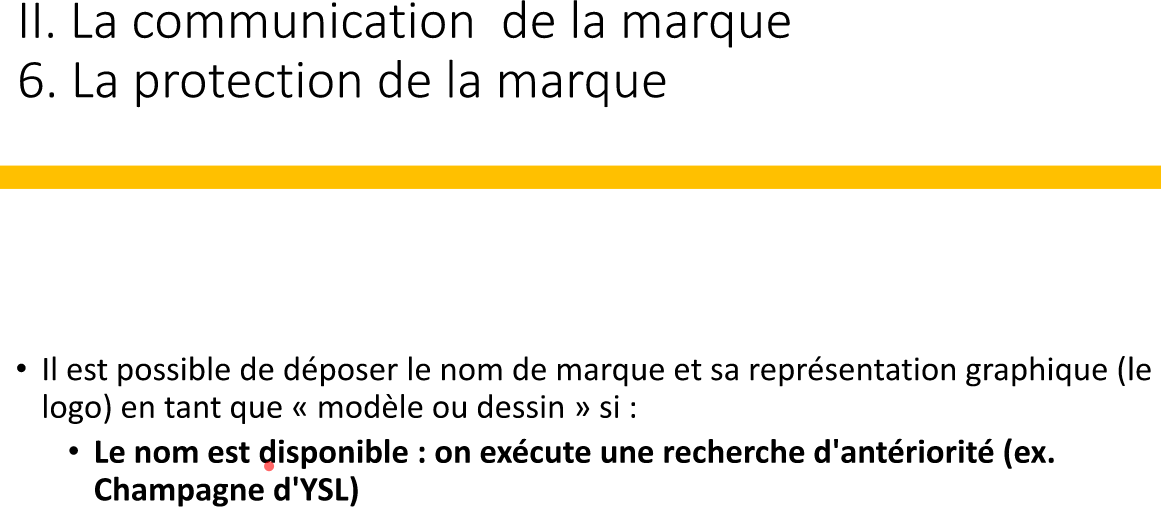 II. La communication  de la marque
6. La protection de la marque
• Il est possible de déposer le nom de marque et sa représentation graphique (le
logo) en tant que « modèle ou dessin » si :
• Le nom est disponible : on exécute une recherche d'antériorité (ex.
Champagne d'YSL)